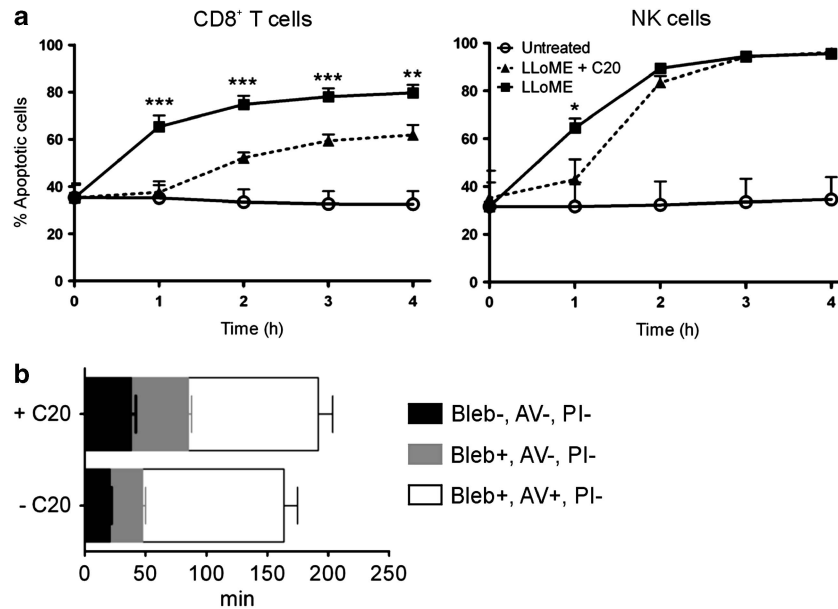 a
CD8⁺ T cells
NK cells
100
80
60
40
20
0
% Apoptotic cells
***
***
***
**
0 1 2 3 4
Time (h)
100
80
60
40
20
0
Untreated
LLoME + C20
LLoME
*
0 1 2 3 4
Time (h)
b
+ C20
- C20
0 50 100 150 200 250
min
Bleb-, AV-, PI-
Bleb+, AV-, PI-
Bleb+, AV+, PI-